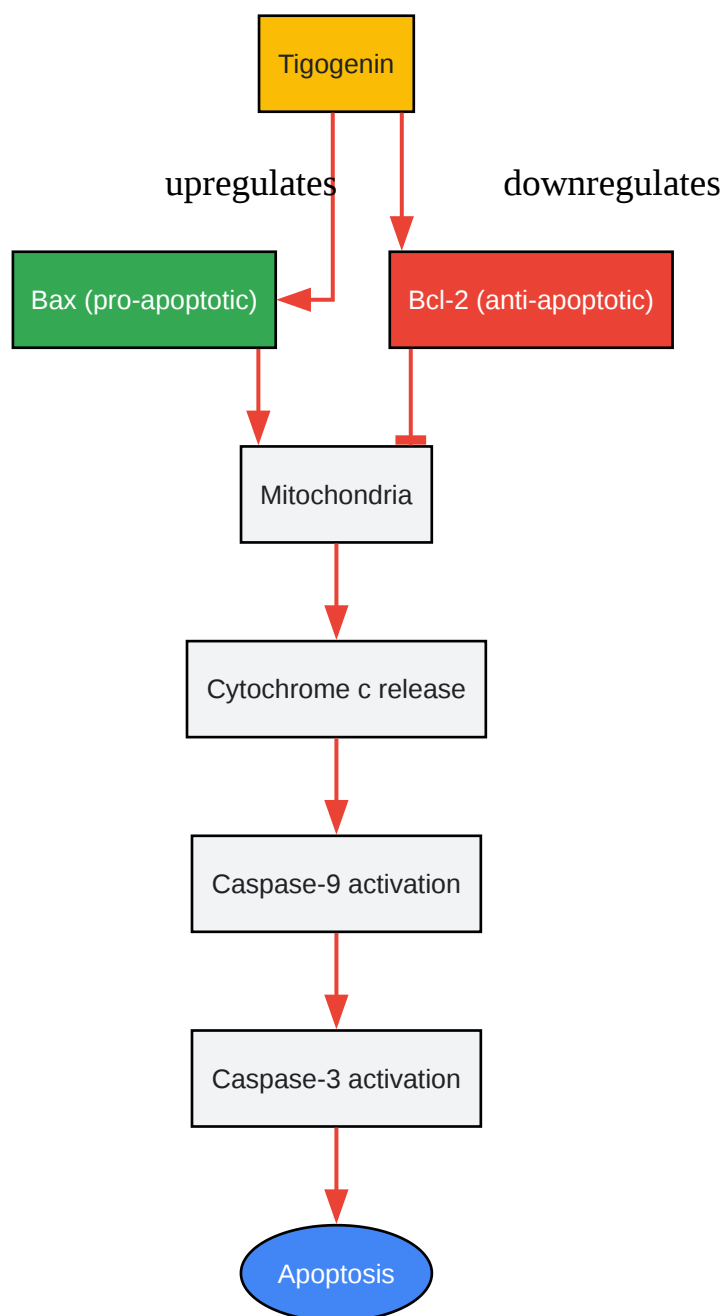 Tigogenin
upregulates
downregulates
Bax (pro-apoptotic)
Bcl-2 (anti-apoptotic)
Mitochondria
Cytochrome c release
Caspase-9 activation
Caspase-3 activation
Apoptosis